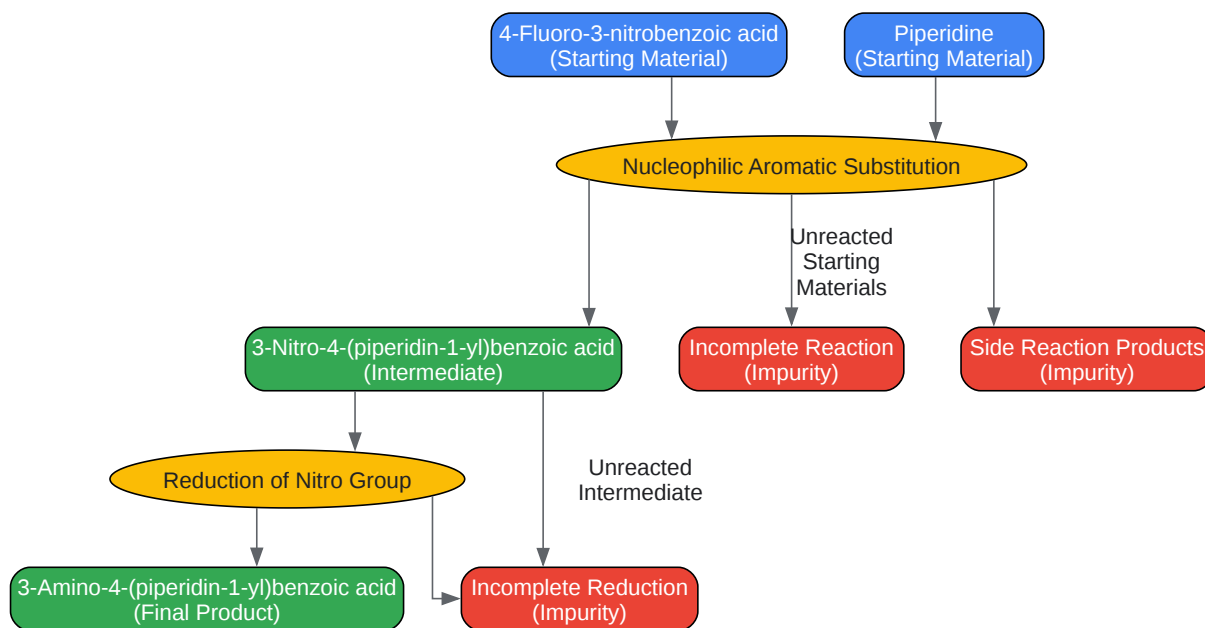 4-Fluoro-3-nitrobenzoic acid
(Starting Material)
Piperidine
(Starting Material)
Nucleophilic Aromatic Substitution
Unreacted
Starting
Materials
3-Nitro-4-(piperidin-1-yl)benzoic acid
(Intermediate)
Incomplete Reaction
(Impurity)
Side Reaction Products
(Impurity)
Reduction of Nitro Group
Unreacted
Intermediate
3-Amino-4-(piperidin-1-yl)benzoic acid
(Final Product)
Incomplete Reduction
(Impurity)